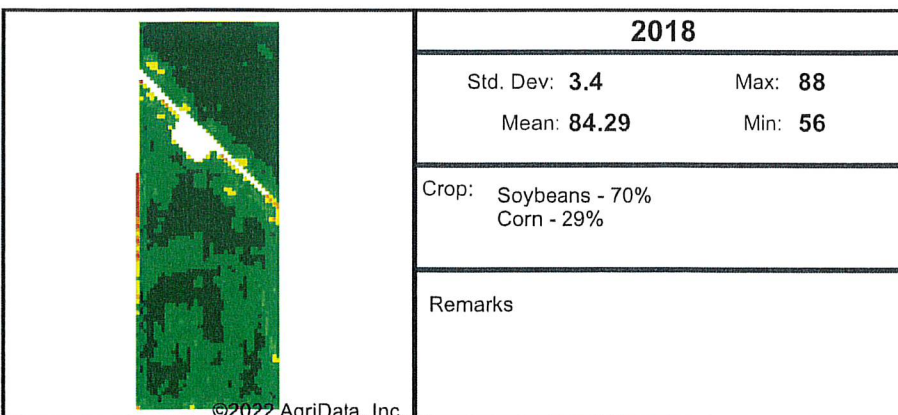 2018
Std. Dev: 3.4 Max: 88
Mean: 84.29 Min: 56
Crop: Soybeans - 70%
Corn - 29%
Remarks
©2022 AgriData, Inc.